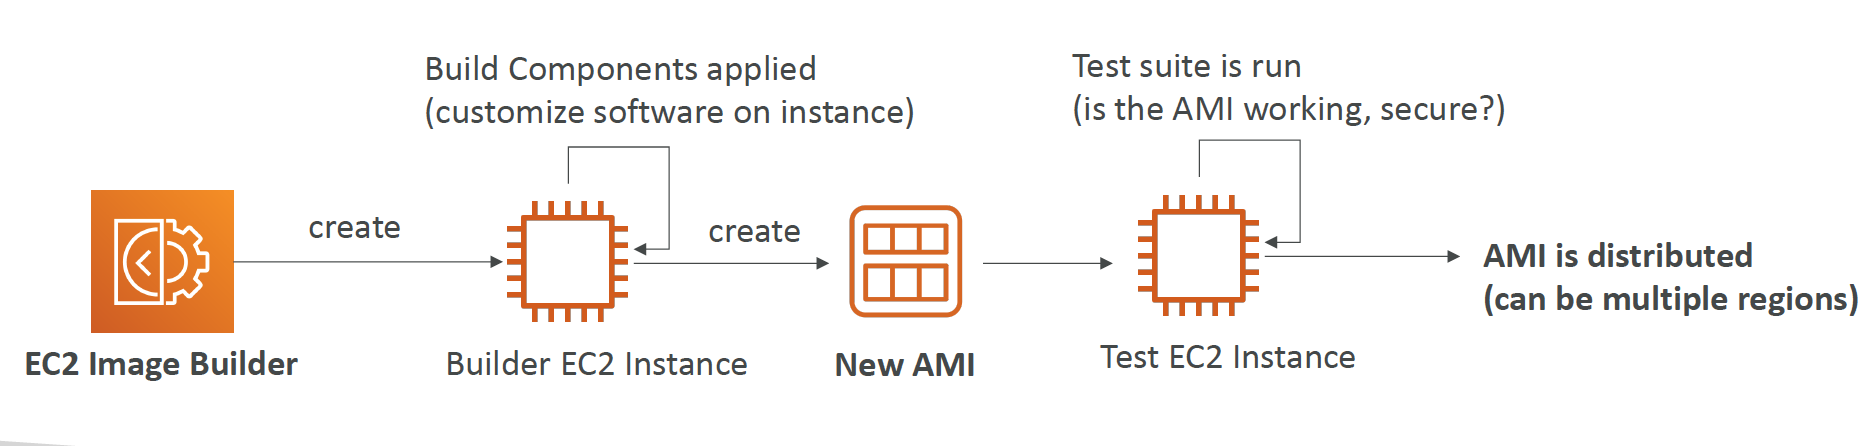 Build Components applied
(customize software on instance)
Test suite is run
(is the AMI working, secure?)
create
create
AMI is distributed
(can be multiple regions)
EC2 Image Builder
Builder EC2 Instance
New AMI
Test EC2 Instance